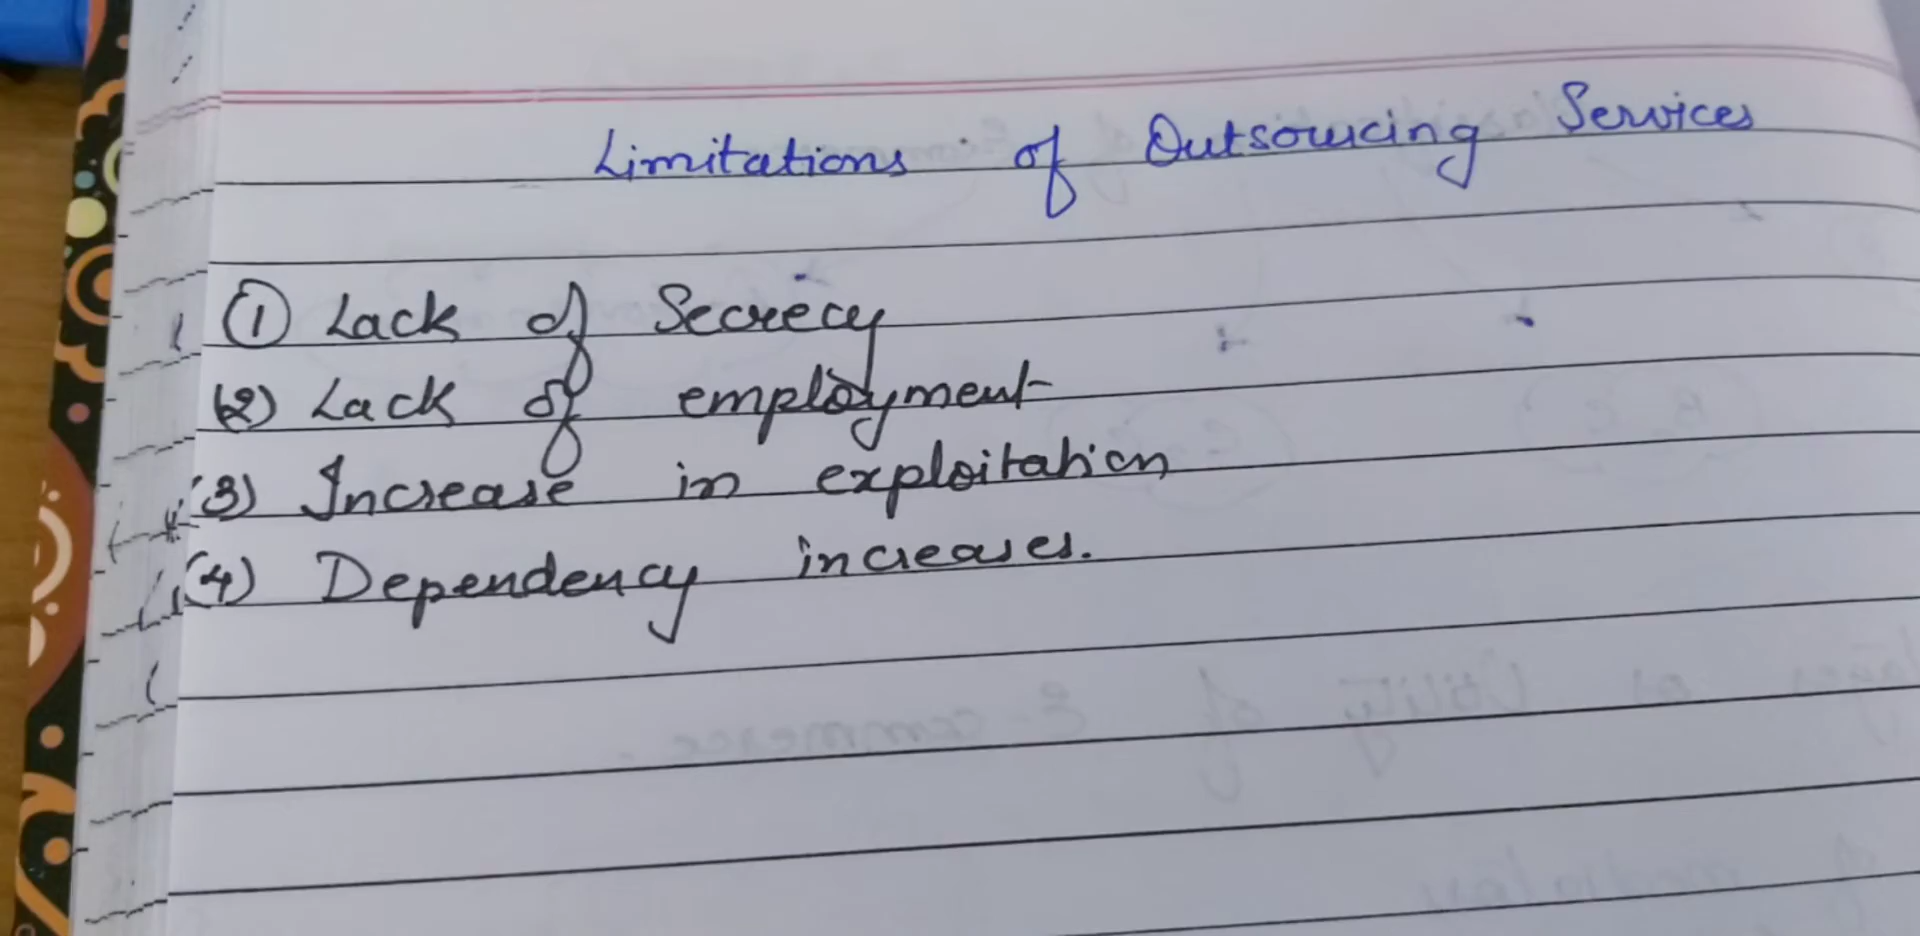 Limitations of Outsourcing Services
(1) Lack of Secrecy
(2) Lack of employment
(3) Increase in exploitation
(4) Dependency increases.